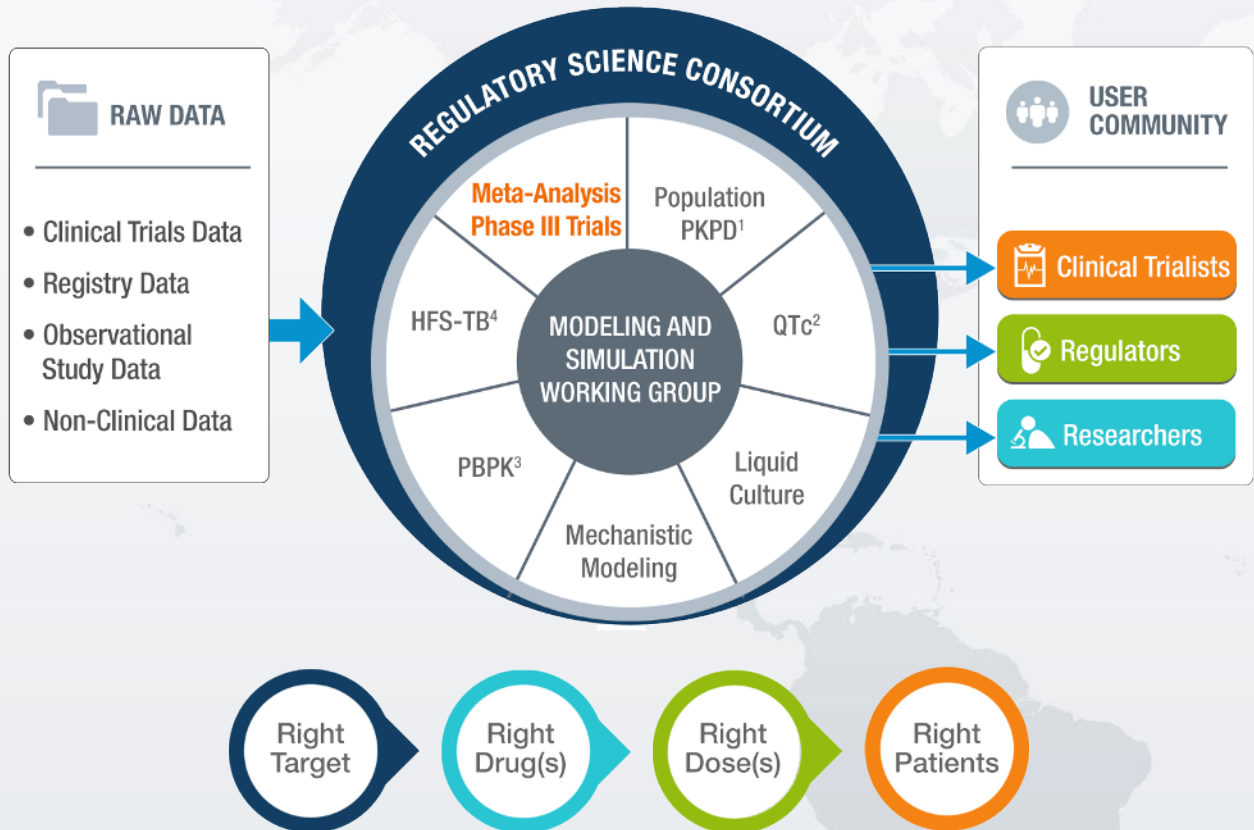 RAW DATA
• Clinical Trials Data
• Registry Data
• Observational
Study Data
• Non-Clinical Data
REGULATORY SCIENCE CONSORTIUM
Meta-Analysis
Phase III Trials
Population
PKPD¹
HFS-TB⁴
QTc²
MODELING AND
SIMULATION
WORKING GROUP
PBPK³
Liquid
Culture
Mechanistic
Modeling
USER
COMMUNITY
Clinical Trialists
Regulators
Researchers
Right
Target
Right
Drug(s)
Right
Dose(s)
Right
Patients